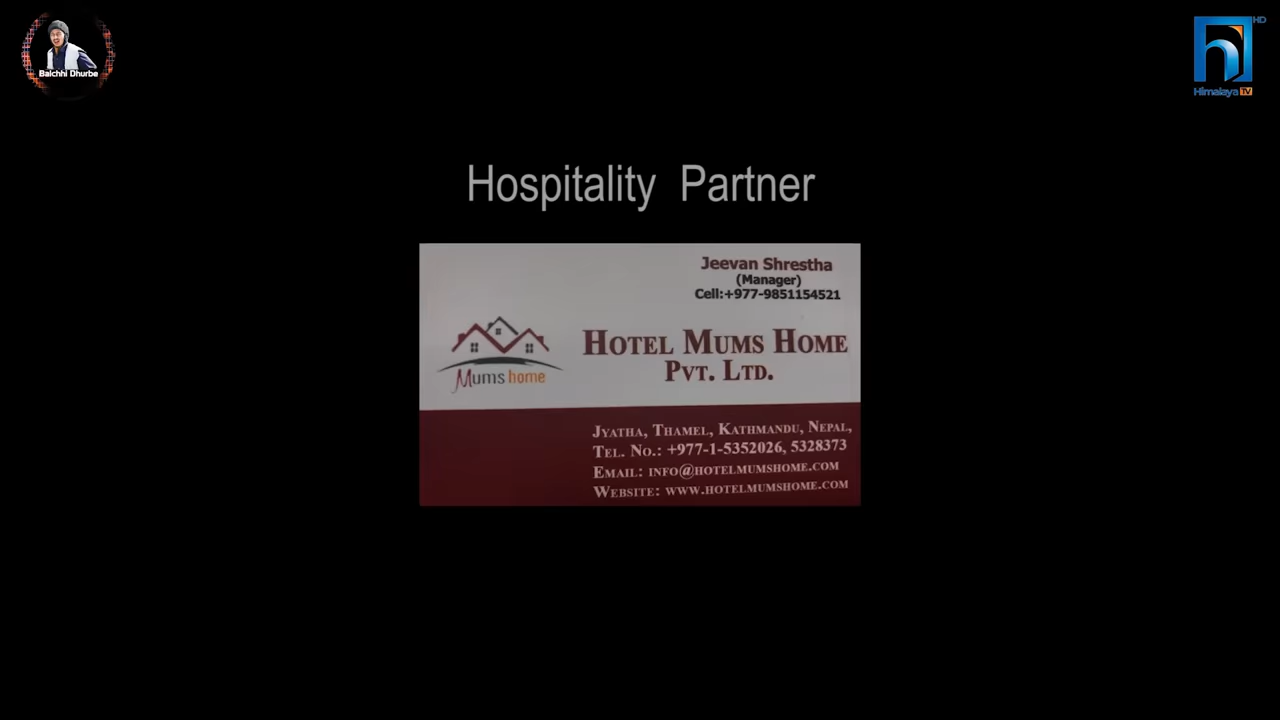 Baichhi Dhurbe
HD
Himalaya TV
Hospitality Partner
Jeevan Shrestha
(Manager)
Cell:+977-9851154521
HOTEL MUMS HOME
PVT. LTD.
Mums home
JYATHA, THAMEL, KATHMANDU, NEPAL,
TEL. NO.: +977-1-5352026, 5328373
EMAIL: INFO@HOTELMUMSHOME.COM
WEBSITE: WWW.HOTELMUMSHOME.COM